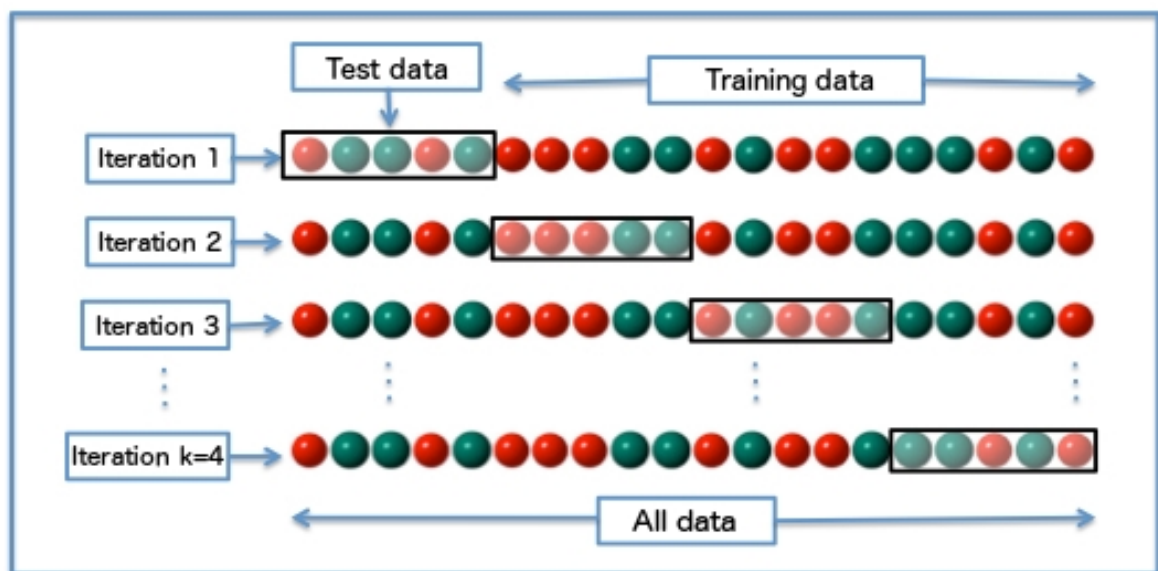 Test data
Training data
Iteration 1
Iteration 2
Iteration 3
Iteration k=4
All data